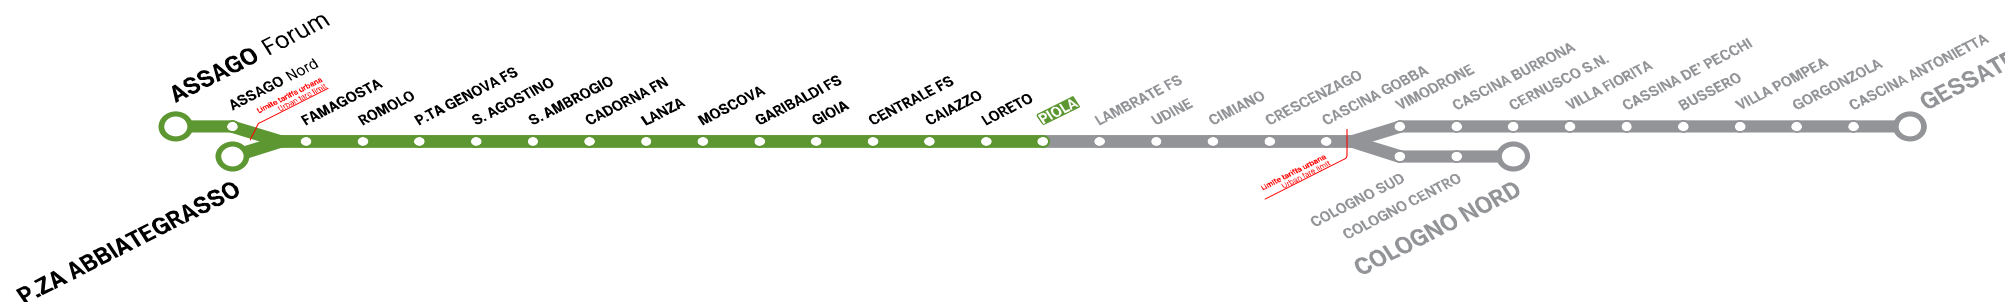 ASSAGO Forum
ASSAGO Nord
Limite tariffa urbana
Urban fare limit
P.ZA ABBIATEGRASSO
FAMAGOSTA
ROMOLO
P.TA GENOVA FS
S. AGOSTINO
S. AMBROGIO
CADORNA FN
LANZA
MOSCOVA
GARIBALDI FS
GIOIA
CENTRALE FS
CAIAZZO
LORETO
PIOLA
LAMBRATE FS
UDINE
CIMIANO
CRESCENZAGO
CASCINA GOBBA
Limite tariffa urbana
Urban fare limit
VIMODRONE
CASCINA BURRONA
CERNUSCO S.N.
VILLA FIORITA
CASSINA DE' PECCHI
BUSSERO
VILLA POMPEA
GORGONZOLA
CASCINA ANTONIETTA
GESSATE
COLOGNO SUD
COLOGNO CENTRO
COLOGNO NORD